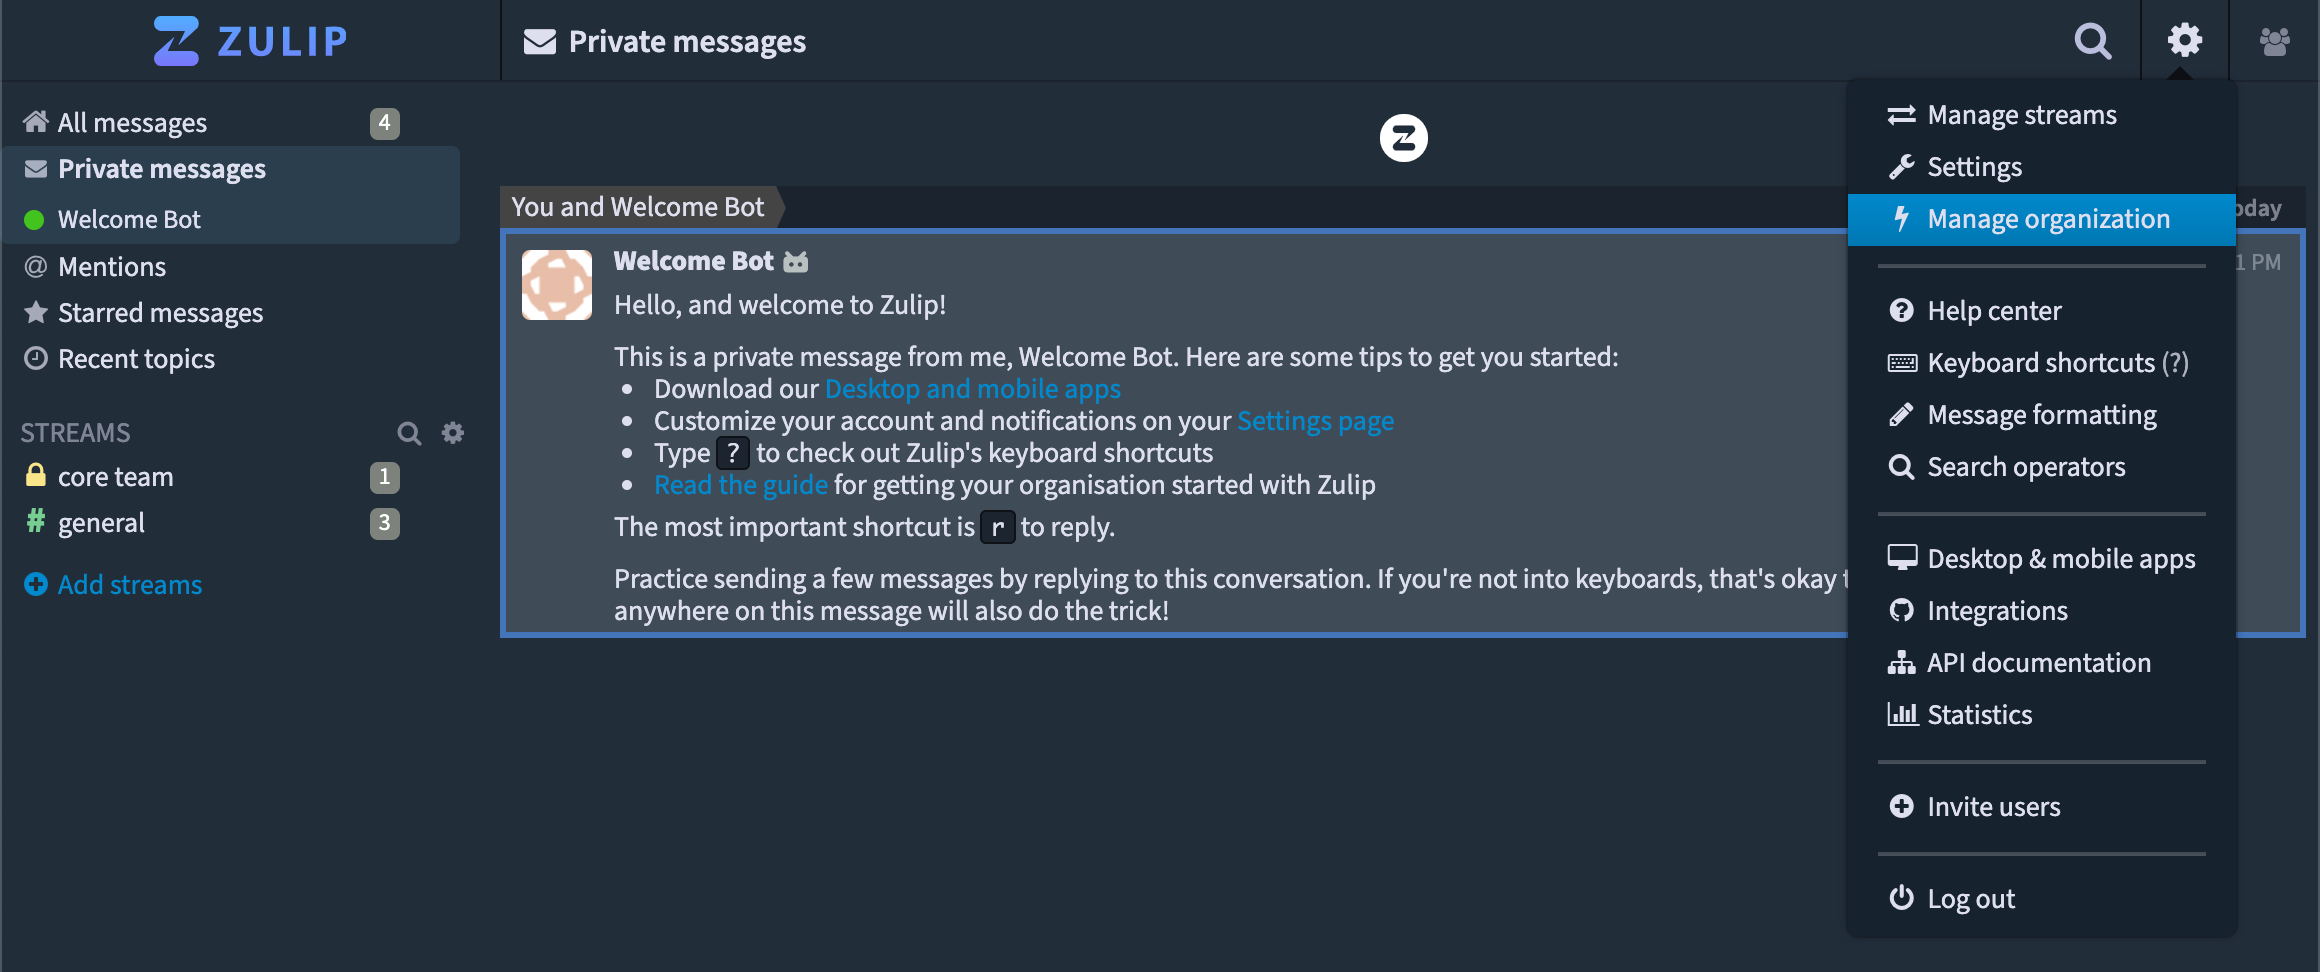 ZULIP
Private messages
All messages 4
Private messages
Welcome Bot
@ Mentions
Starred messages
Recent topics
STREAMS
core team 1
# general 3
Add streams
You and Welcome Bot
Welcome Bot
Hello, and welcome to Zulip!
This is a private message from me, Welcome Bot. Here are some tips to get you started:
• Download our Desktop and mobile apps
• Customize your account and notifications on your Settings page
• Type ? to check out Zulip's keyboard shortcuts
• Read the guide for getting your organisation started with Zulip
The most important shortcut is r to reply.
Practice sending a few messages by replying to this conversation. If you're not into keyboards, that's okay
anywhere on this message will also do the trick!
1 PM
Manage streams
Settings
Manage organization
Help center
Keyboard shortcuts (?)
Message formatting
Search operators
Desktop & mobile apps
Integrations
API documentation
Statistics
Invite users
Log out